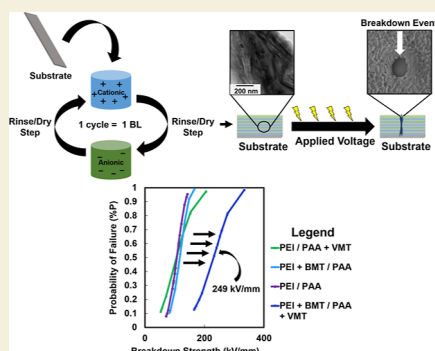 Substrate
Cationic
1 cycle = 1 BL
Rinse/Dry
Step
Rinse/Dry
Step
Anionic
200 nm
Substrate
Applied Voltage
Breakdown Event
Substrate
Probability of Failure (%P)
1
0.9
0.8
0.7
0.6
0.5
0.4
0.3
0.2
0.1
0
0
200
400
249 kV/mm
Breakdown Strength (kV/mm)
Legend
PEI / PAA + VMT
PEI + BMT / PAA
PEI / PAA
PEI + BMT / PAA
+ VMT